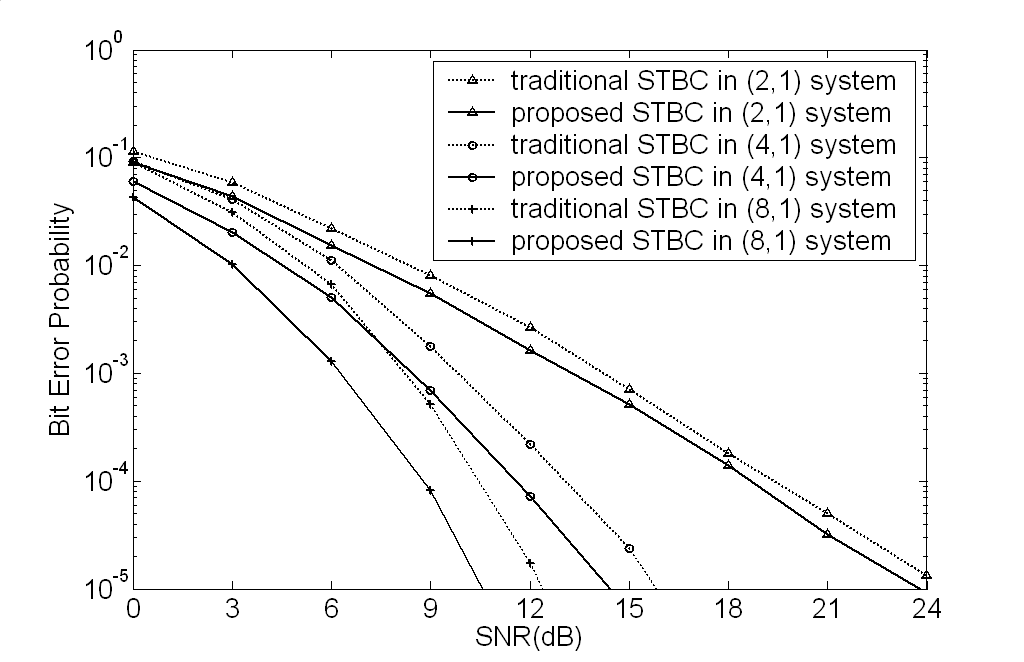 10^0
10^-1
10^-2
10^-3
10^-4
10^-5
Bit Error Probability
traditional STBC in (2,1) system
proposed STBC in (2,1) system
traditional STBC in (4,1) system
proposed STBC in (4,1) system
traditional STBC in (8,1) system
proposed STBC in (8,1) system
0 3 6 9 12 15 18 21 24
SNR(dB)